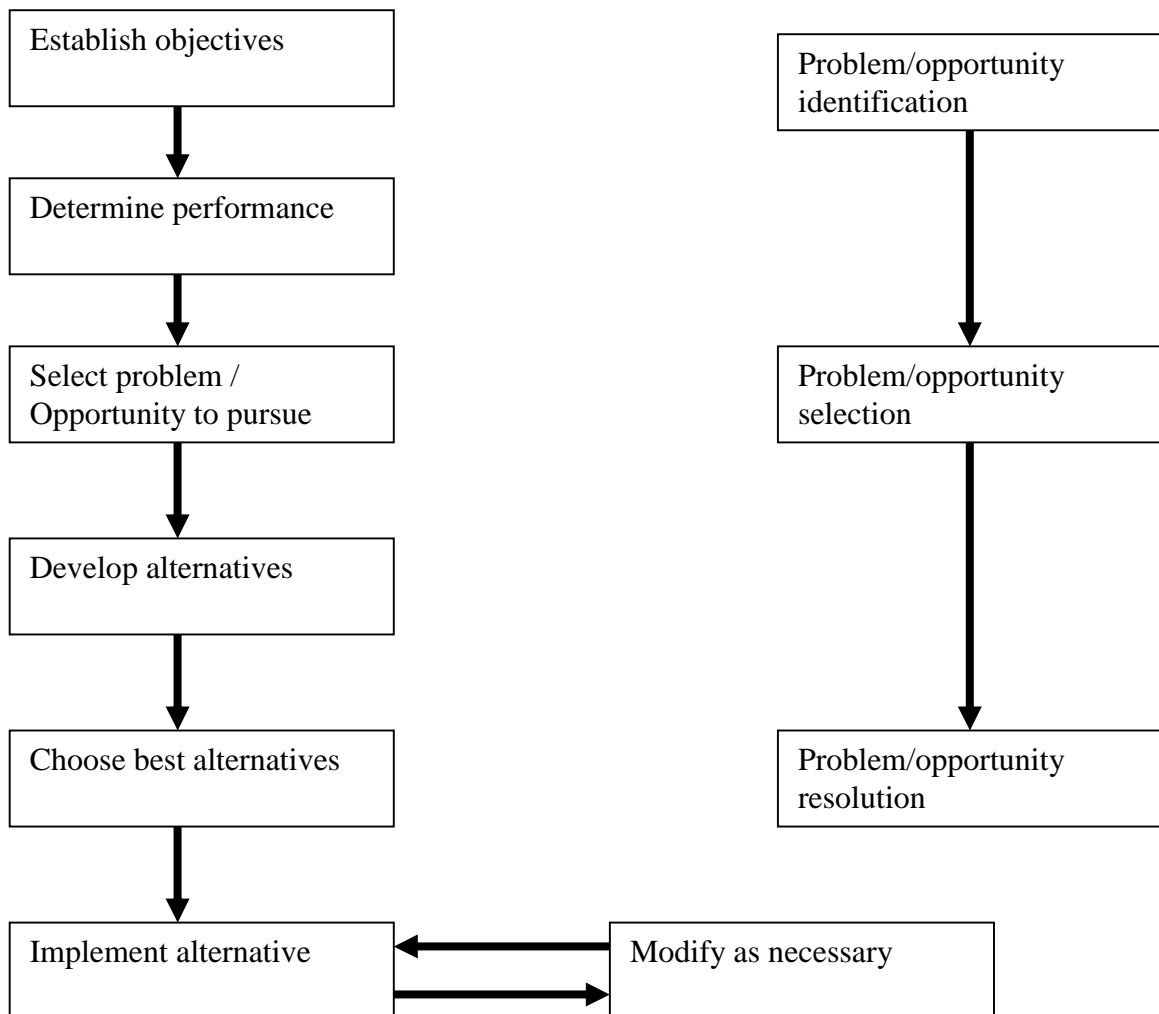 Establish objectives
Problem/opportunity
identification
Determine performance
Select problem /
Opportunity to pursue
Problem/opportunity
selection
Develop alternatives
Choose best alternatives
Problem/opportunity
resolution
Implement alternative
Modify as necessary